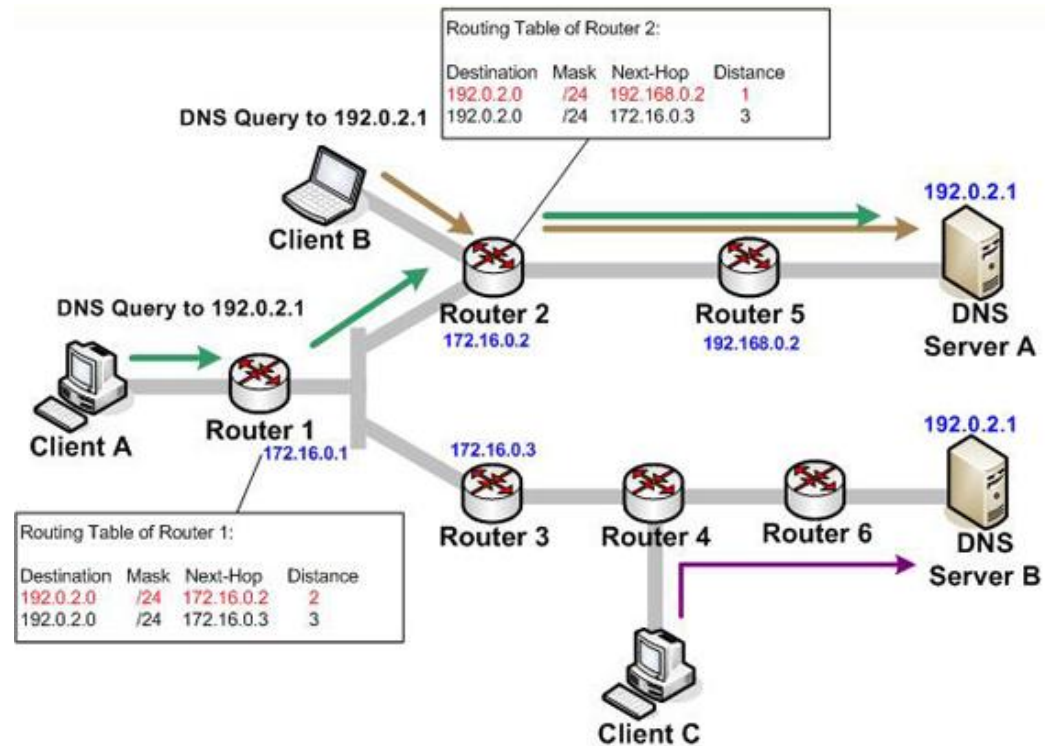 Routing Table of Router 2:
Destination Mask Next-Hop Distance
192.0.2.0 /24 192.168.0.2 1
192.0.2.0 /24 172.16.0.3 3
DNS Query to 192.0.2.1
Client B
192.0.2.1
DNS Query to 192.0.2.1
Router 2
172.16.0.2
Router 5
192.168.0.2
DNS
Server A
Client A
Router 1
172.16.0.1
172.16.0.3
192.0.2.1
Router 3
Router 4
Router 6
DNS
Server B
Routing Table of Router 1:
Destination Mask Next-Hop Distance
192.0.2.0 /24 172.16.0.2 2
192.0.2.0 /24 172.16.0.3 3
Client C